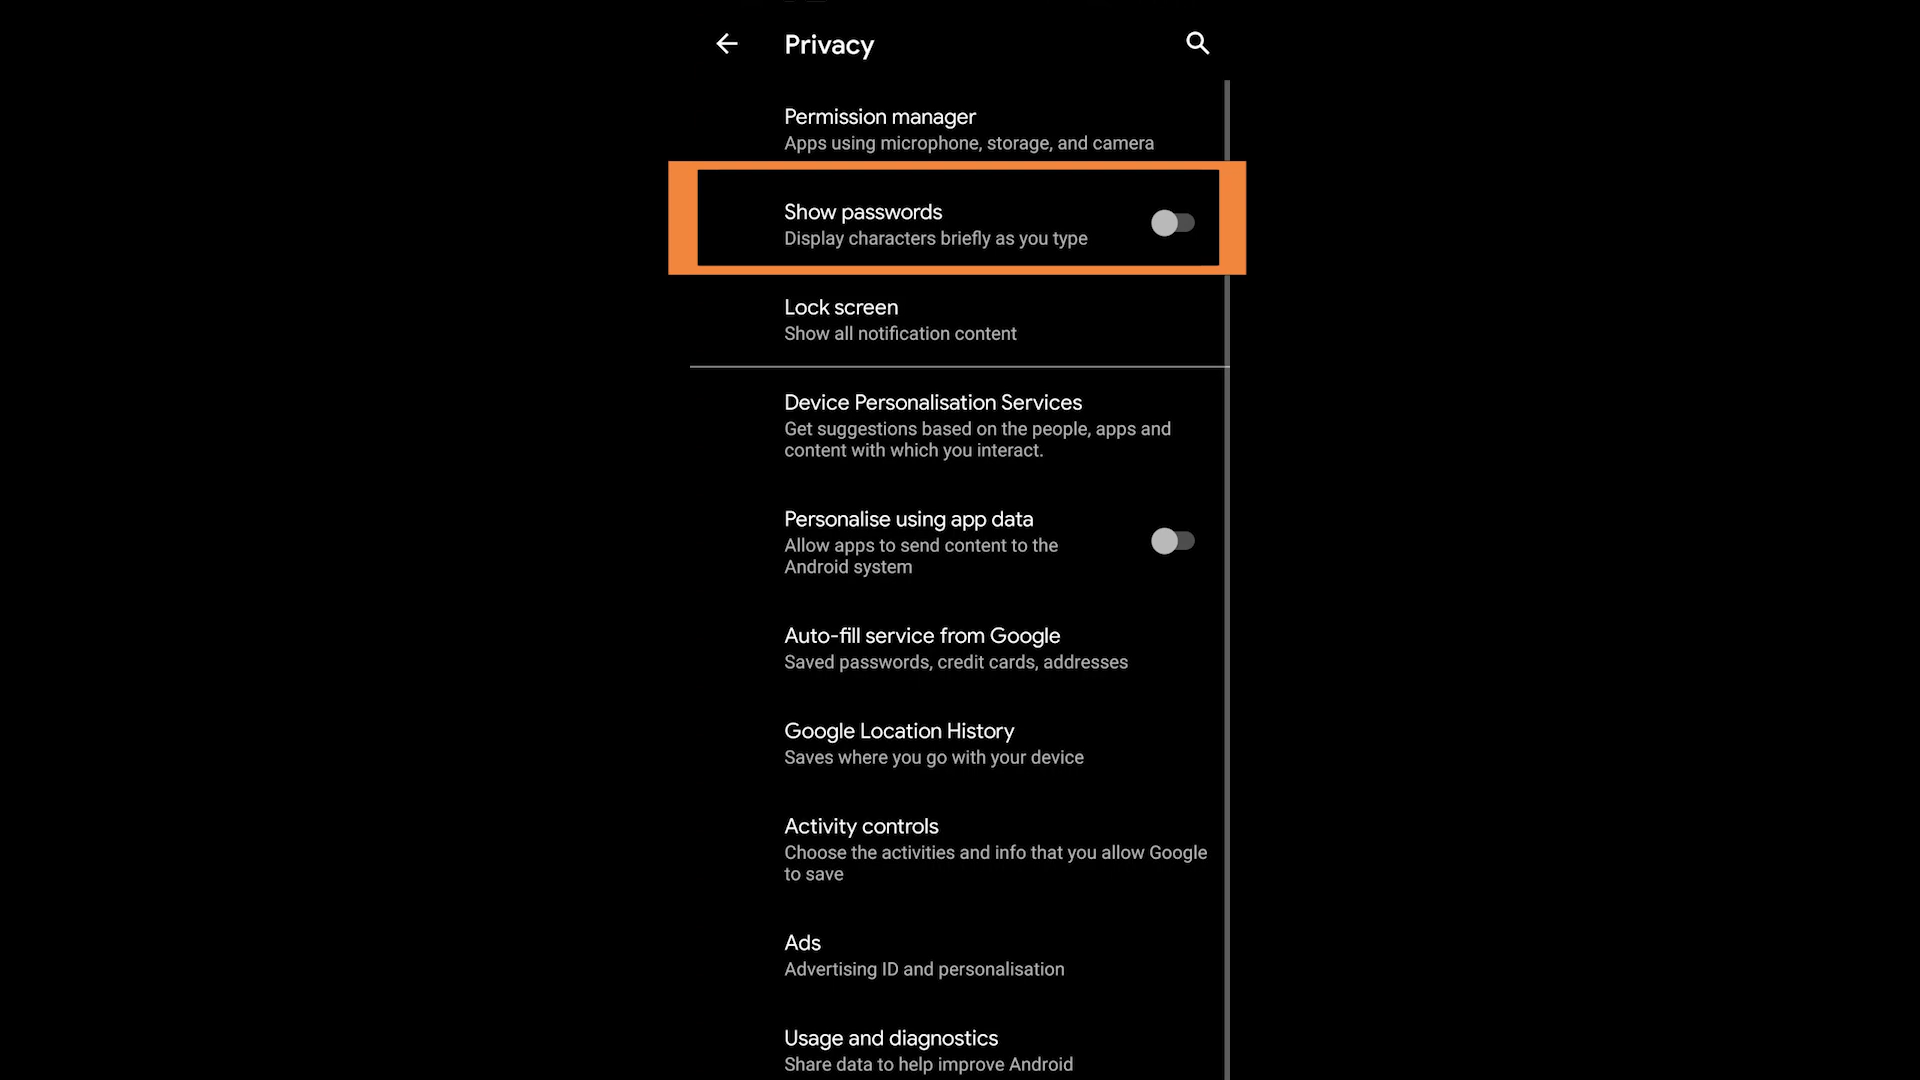 Privacy
Permission manager
Apps using microphone, storage, and camera
Show passwords
Display characters briefly as you type
Lock screen
Show all notification content
Device Personalisation Services
Get suggestions based on the people, apps and
content with which you interact.
Personalise using app data
Allow apps to send content to the
Android system
Auto-fill service from Google
Saved passwords, credit cards, addresses
Google Location History
Saves where you go with your device
Activity controls
Choose the activities and info that you allow Google
to save
Ads
Advertising ID and personalisation
Usage and diagnostics
Share data to help improve Android